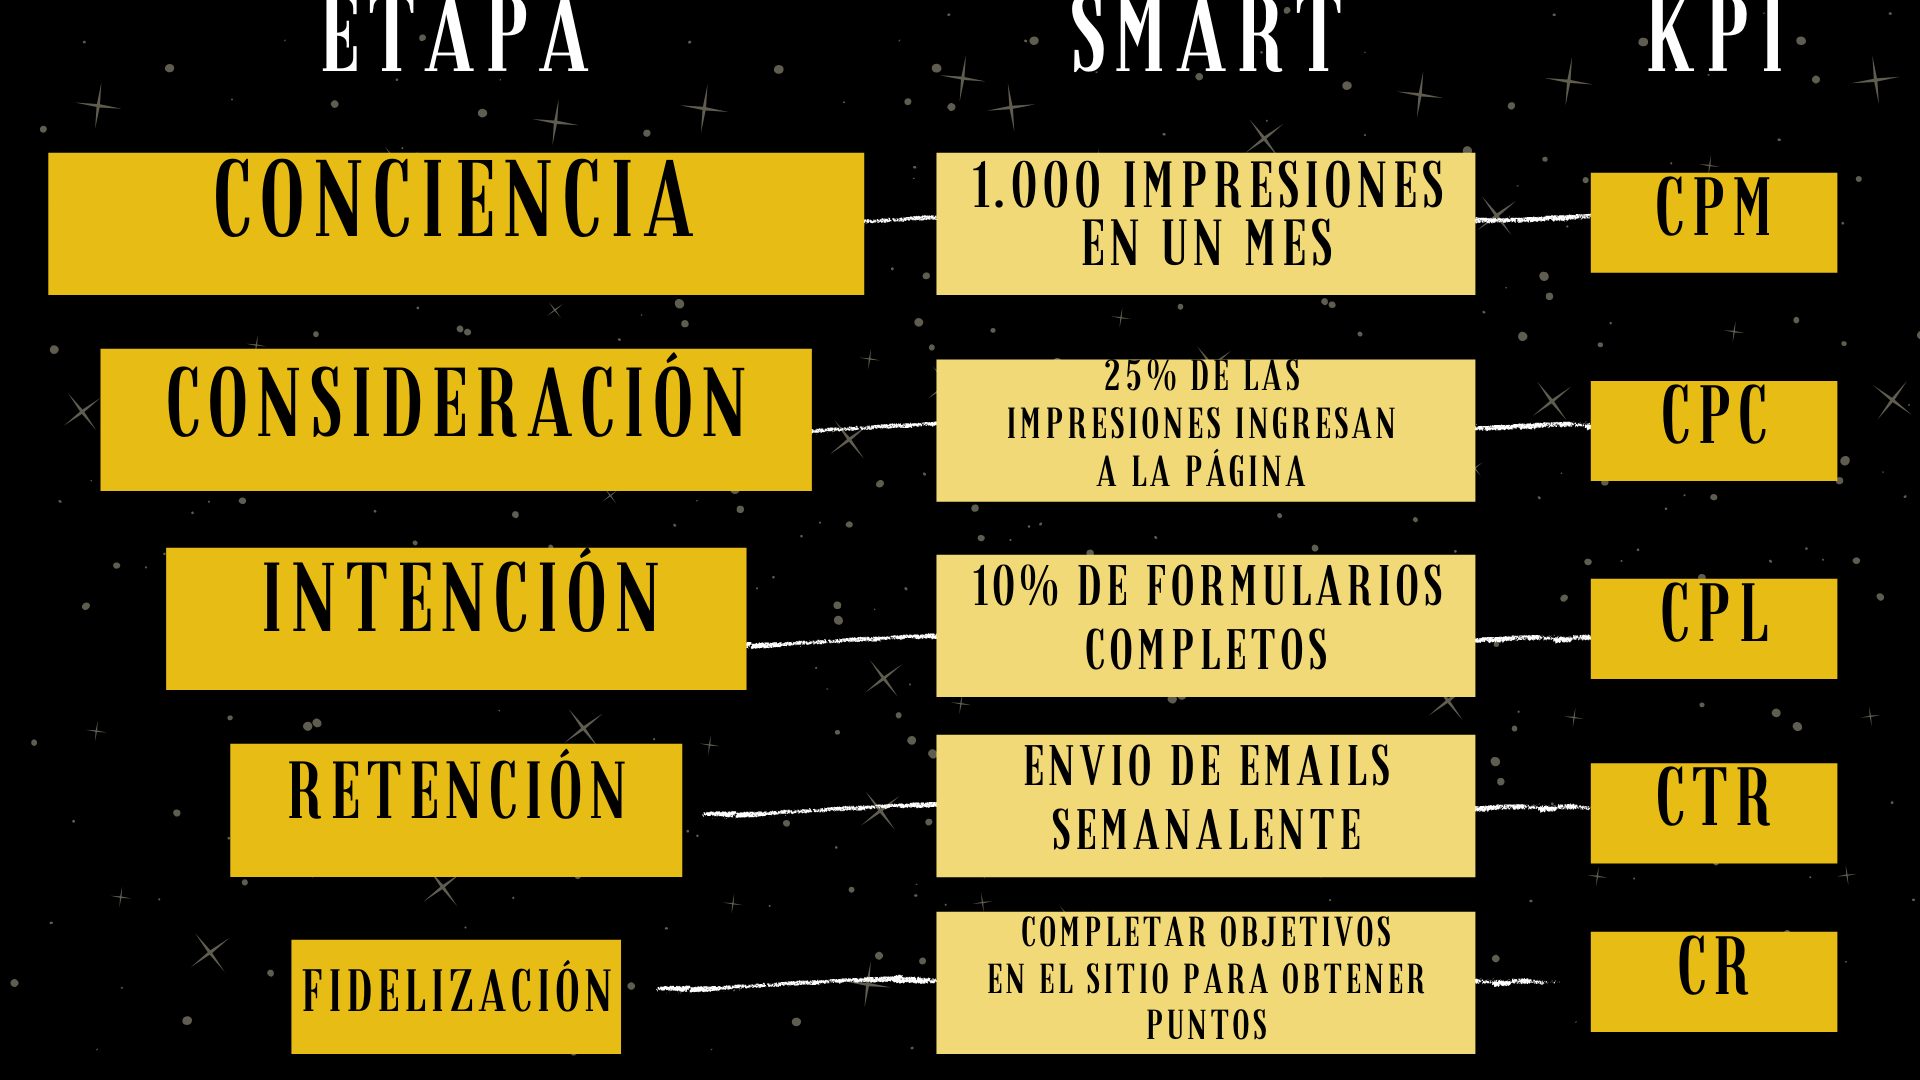 ETAPA SMART KPI
CONCIENCIA
1.000 IMPRESIONES
EN UN MES
CPM
CONSIDERACIÓN
25% DE LAS
IMPRESIONES INGRESAN
A LA PÁGINA
CPC
INTENCIÓN
10% DE FORMULARIOS
COMPLETOS
CPL
RETENCIÓN
ENVIO DE EMAILS
SEMANALENTE
CTR
FIDELIZACIÓN
COMPLETAR OBJETIVOS
EN EL SITIO PARA OBTENER
PUNTOS
CR